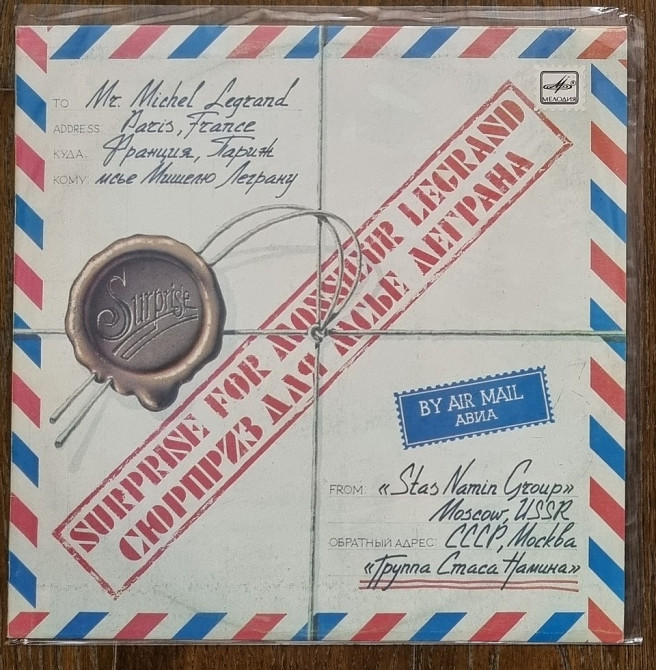 МЕЛОДИЯ
TO Mr. Michel Legrand
ADDRESS: Paris, France
КУДА: Франция, Париж
КОМУ: мсье Мишелю Леграну
SURPRISE FOR MONSIEUR LEGRAND
СЮРПРИЗ ДЛЯ МСЬЕ ЛЕГРАНА
Surprise
BY AIR MAIL
АВИА
FROM: «Stas Namin Group»
Moscow, USSR
ОБРАТНЫЙ АДРЕС: СССР, Москва
«Группа Стаса Намина»